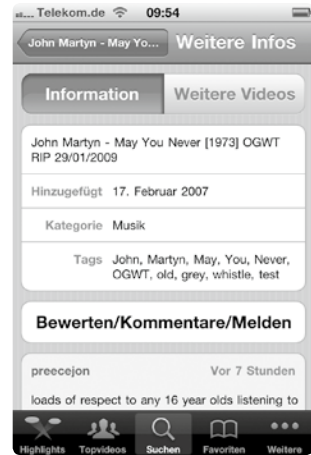 ... Telekom.de 09:54
John Martyn - May Yo... Weitere Infos
Information Weitere Videos
John Martyn - May You Never [1973] OGWT
RIP 29/01/2009
Hinzugefügt 17. Februar 2007
Kategorie Musik
Tags John, Martyn, May, You, Never,
OGWT, old, grey, whistle, test
Bewerten/Kommentare/Melden
preecejon Vor 7 Stunden
loads of respect to any 16 year olds listening to
Highlights Topvideos Suchen Favoriten Weitere